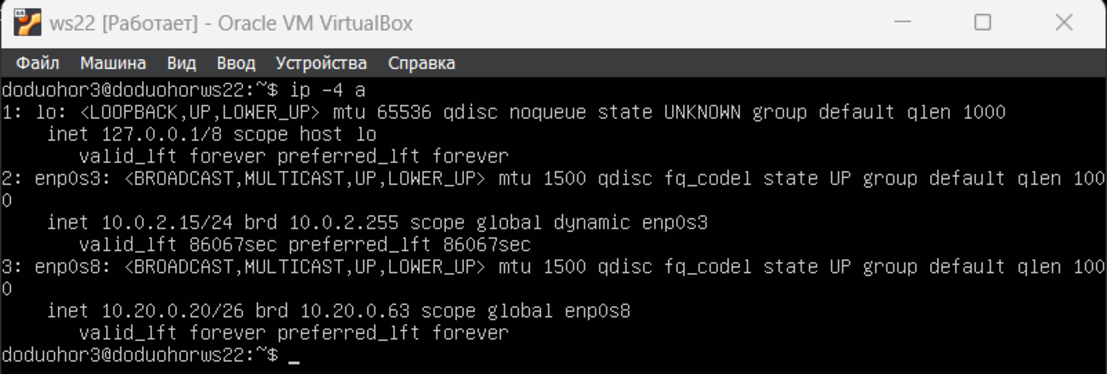 ws22 [Работает] - Oracle VM VirtualBox
Файл Машина Вид Ввод Устройства Справка
doduohor3@doduohorws22:~$ ip -4 a
1: lo: <LOOPBACK,UP,LOWER_UP> mtu 65536 qdisc noqueue state UNKNOWN group default qlen 1000
    inet 127.0.0.1/8 scope host lo
       valid_lft forever preferred_lft forever
2: enp0s3: <BROADCAST,MULTICAST,UP,LOWER_UP> mtu 1500 qdisc fq_codel state UP group default qlen 100
0
    inet 10.0.2.15/24 brd 10.0.2.255 scope global dynamic enp0s3
       valid_lft 86067sec preferred_lft 86067sec
3: enp0s8: <BROADCAST,MULTICAST,UP,LOWER_UP> mtu 1500 qdisc fq_codel state UP group default qlen 100
0
    inet 10.20.0.20/26 brd 10.20.0.63 scope global enp0s8
       valid_lft forever preferred_lft forever
doduohor3@doduohorws22:~$ _